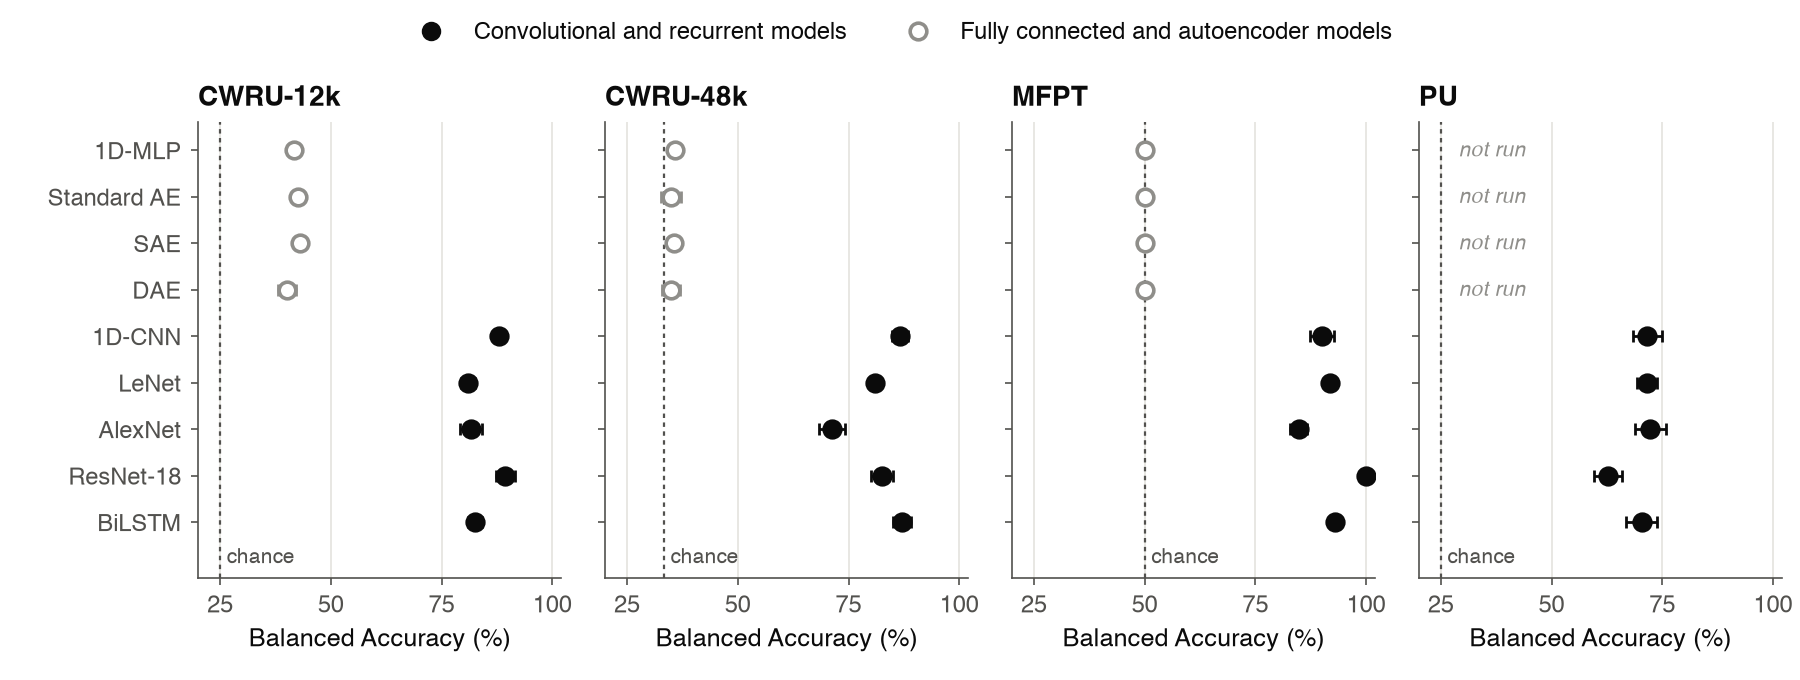 Convolutional and recurrent models
Fully connected and autoencoder models
CWRU-12k
CWRU-48k
MFPT
PU
1D-MLP
Standard AE
SAE
DAE
1D-CNN
LeNet
AlexNet
ResNet-18
BiLSTM
not run
not run
not run
not run
chance
chance
chance
chance
25 50 75 100
25 50 75 100
25 50 75 100
25 50 75 100
Balanced Accuracy (%)
Balanced Accuracy (%)
Balanced Accuracy (%)
Balanced Accuracy (%)